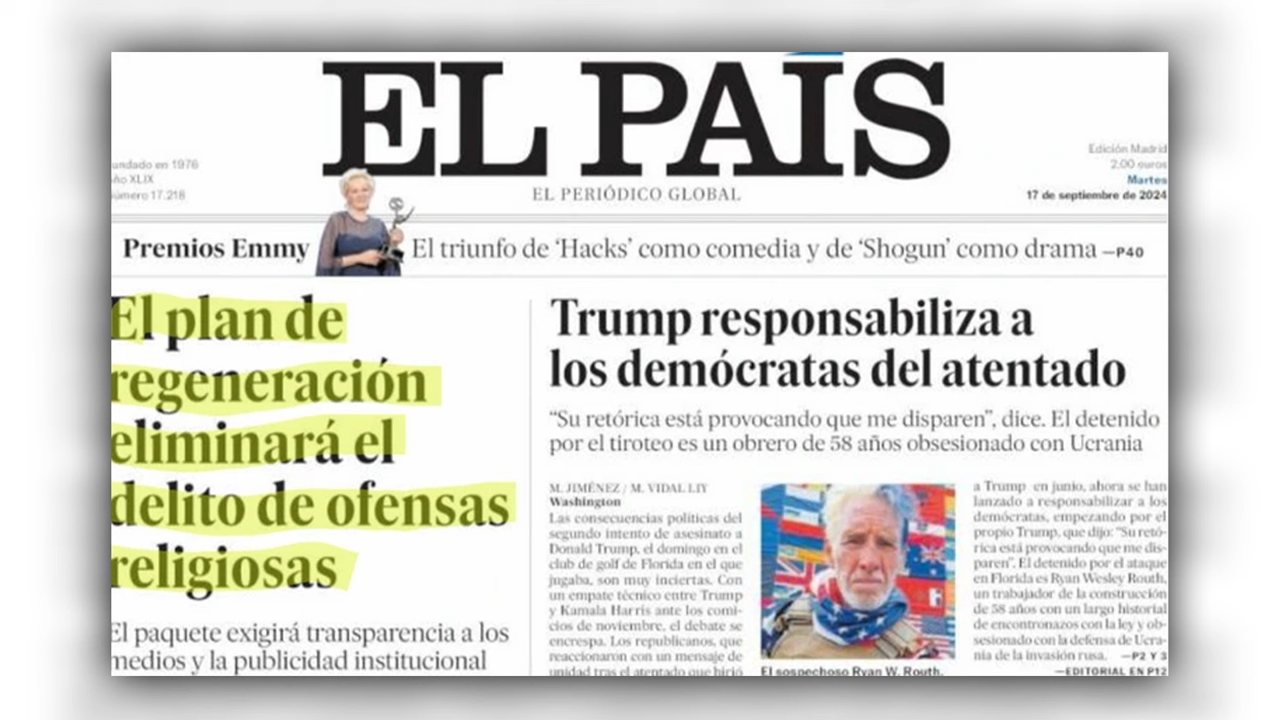 EL PAÍS
undado en 1976
Año XLIX
número 17.218
EL PERIÓDICO GLOBAL
Edición Madrid
2,00 euros
Martes
17 de septiembre de 2024
Premios Emmy El triunfo de ‘Hacks’ como comedia y de ‘Shogun’ como drama —P40
El plan de
regeneración
eliminará el
delito de ofensas
religiosas
El paquete exigirá transparencia a los
medios y la publicidad institucional
Trump responsabiliza a
los demócratas del atentado
“Su retórica está provocando que me disparen”, dice. El detenido
por el tiroteo es un obrero de 58 años obsesionado con Ucrania
M. JIMÉNEZ / M. VIDAL LIY
Washington
Las consecuencias políticas del
segundo intento de asesinato a
Donald Trump, el domingo en el
club de golf de Florida en el que
jugaba, son muy inciertas. Con
un empate técnico entre Trump
y Kamala Harris ante los comi-
cios de noviembre, el debate se
encrespa. Los republicanos, que
reaccionaron con un mensaje de
unidad tras el atentado que hirió
El sospechoso Ryan W. Routh.
a Trump en junio, ahora se han
lanzado a responsabilizar a los
demócratas, empezando por el
propio Trump, que dijo: “Su retó-
rica está provocando que me dis-
paren”. El detenido por el ataque
en Florida es Ryan Wesley Routh,
un trabajador de la construcción
de 58 años con un largo historial
de encontronazos con la ley y ob-
sesionado con la defensa de Ucra-
nia de la invasión rusa. —P2 Y 3
—EDITORIAL EN P12